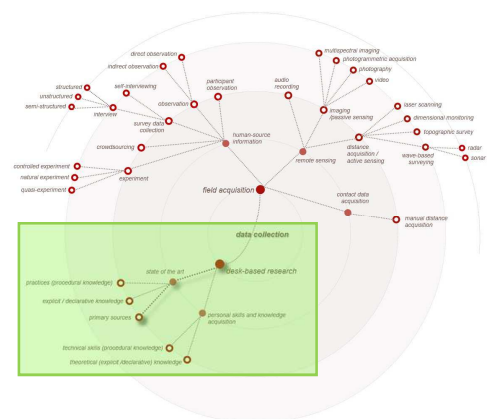 multispectral imaging
direct observation
photogrammetric acquisition
indirect observation
photography
self-interviewing
participant
observation
audio
recording
video
structured
unstructured
semi-structured
interview
observation
imaging
/passive sensing
laser scanning
dimensional monitoring
survey data
collection
topographic survey
crowdsourcing
human-source
information
remote sensing
distance
acquisition /
active sensing
wave-based
surveying
radar
sonar
controlled experiment
natural experiment
quasi-experiment
experiment
field acquisition
contact data
acquisition
manual distance
acquisition
data collection
state of the art
desk-based research
practices (procedural knowledge)
explicit / declarative knowledge
primary sources
personal skills and knowledge
acquisition
technical skills (procedural knowledge)
theoretical (explicit /declarative) knowledge